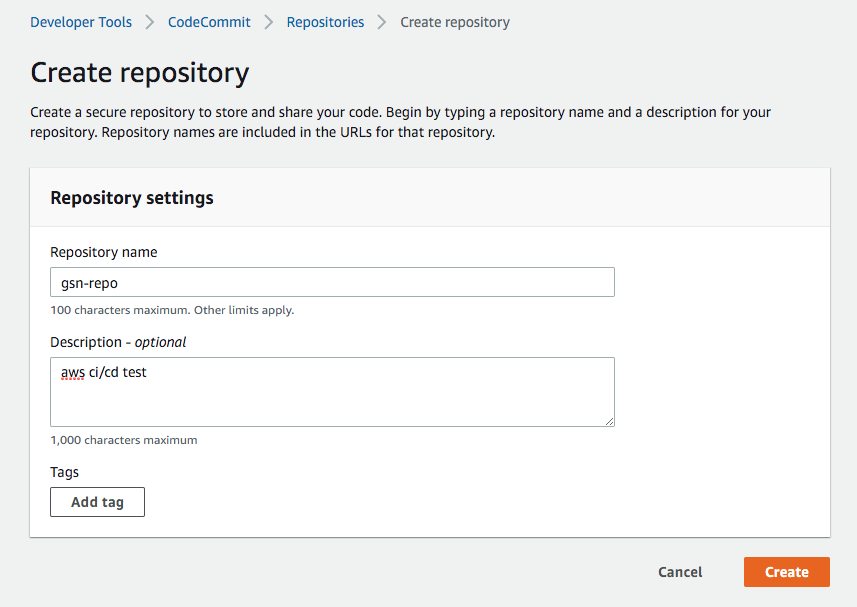 Developer Tools > CodeCommit > Repositories > Create repository
Create repository
Create a secure repository to store and share your code. Begin by typing a repository name and a description for your
repository. Repository names are included in the URLs for that repository.
Repository settings
Repository name
gsn-repo
100 characters maximum. Other limits apply.
Description - optional
aws ci/cd test
1,000 characters maximum
Tags
Add tag
Cancel Create